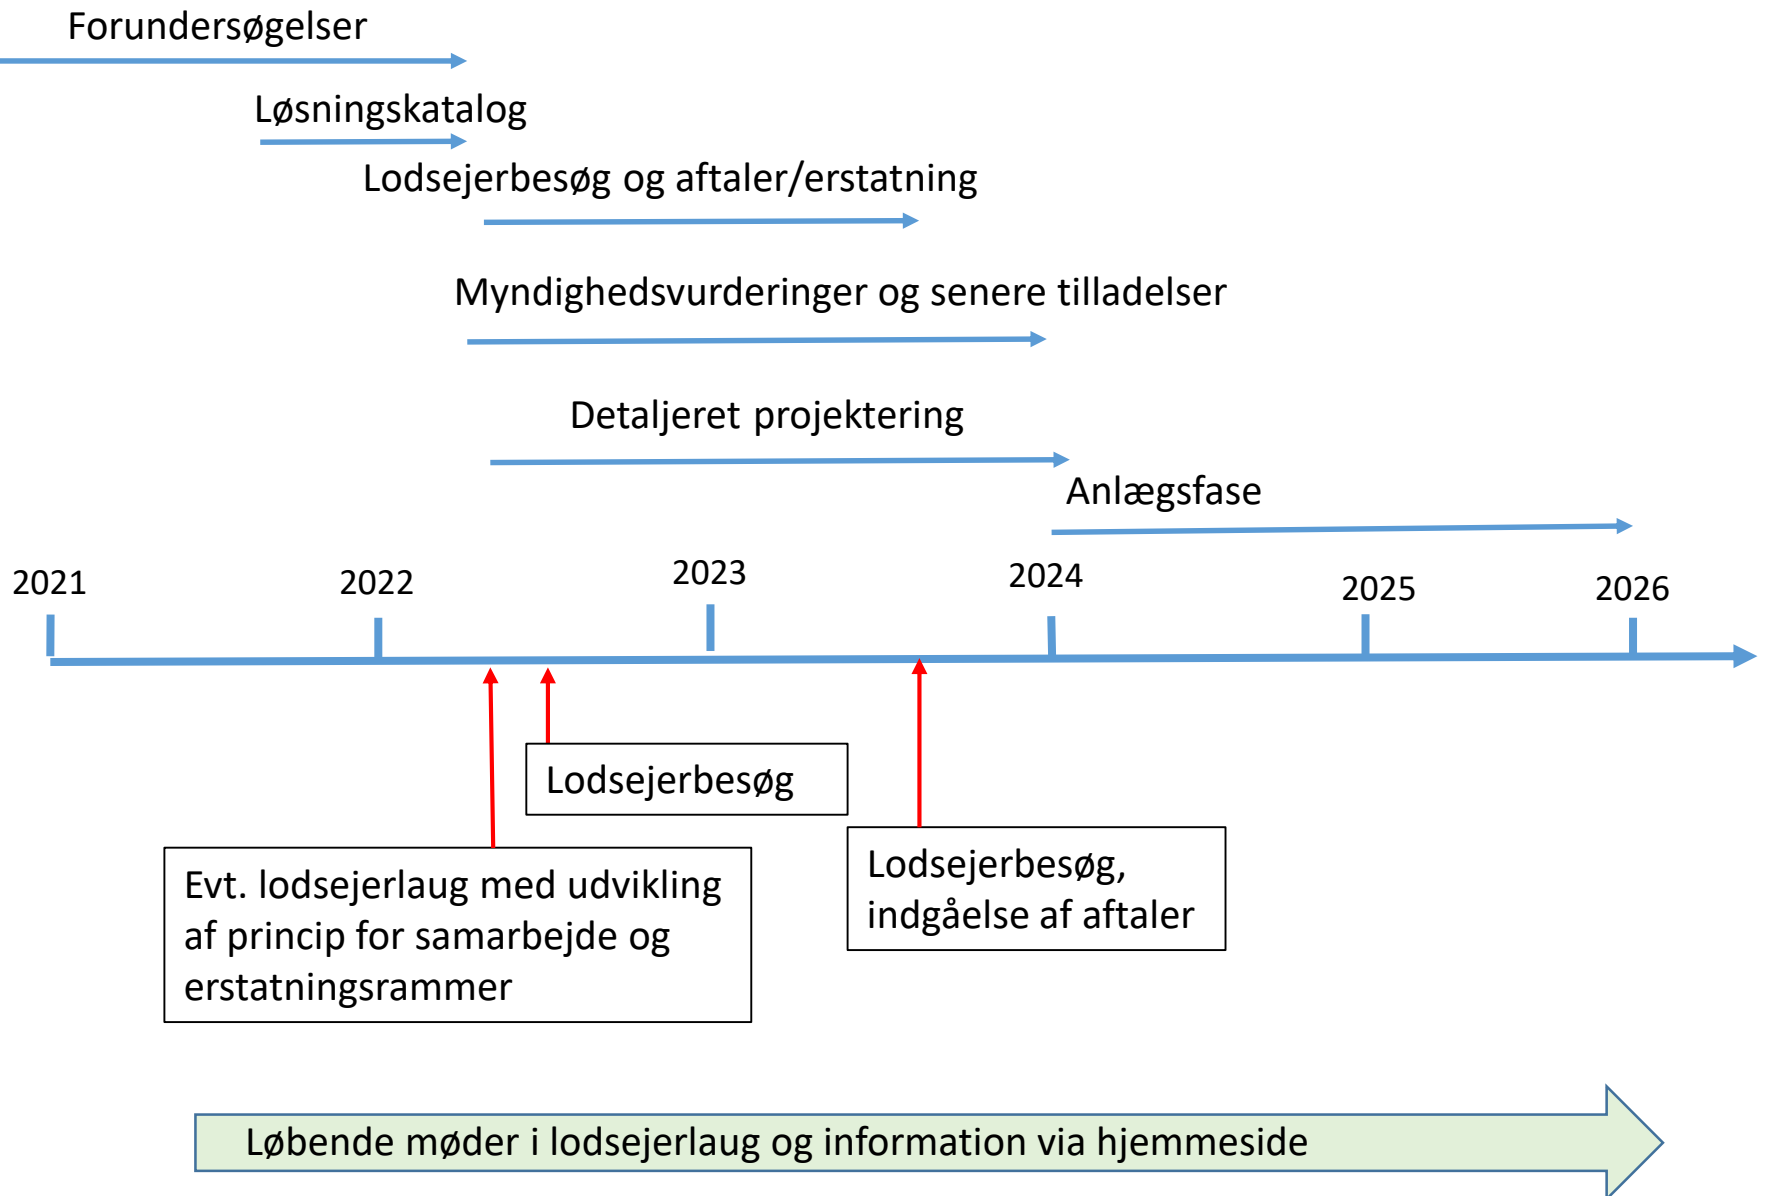 Forundersøgelser
Løsningskatalog
Lodsejerbesøg og aftaler/erstatning
Myndighedsvurderinger og senere tilladelser
Detaljeret projektering
Anlægsfase
2021
2022
2023
2024
2025
2026
Lodsejerbesøg
Evt. lodsejerlaug med udvikling
af princip for samarbejde og
erstatningsrammer
Lodsejerbesøg,
indgåelse af aftaler
Løbende møder i lodsejerlaug og information via hjemmeside